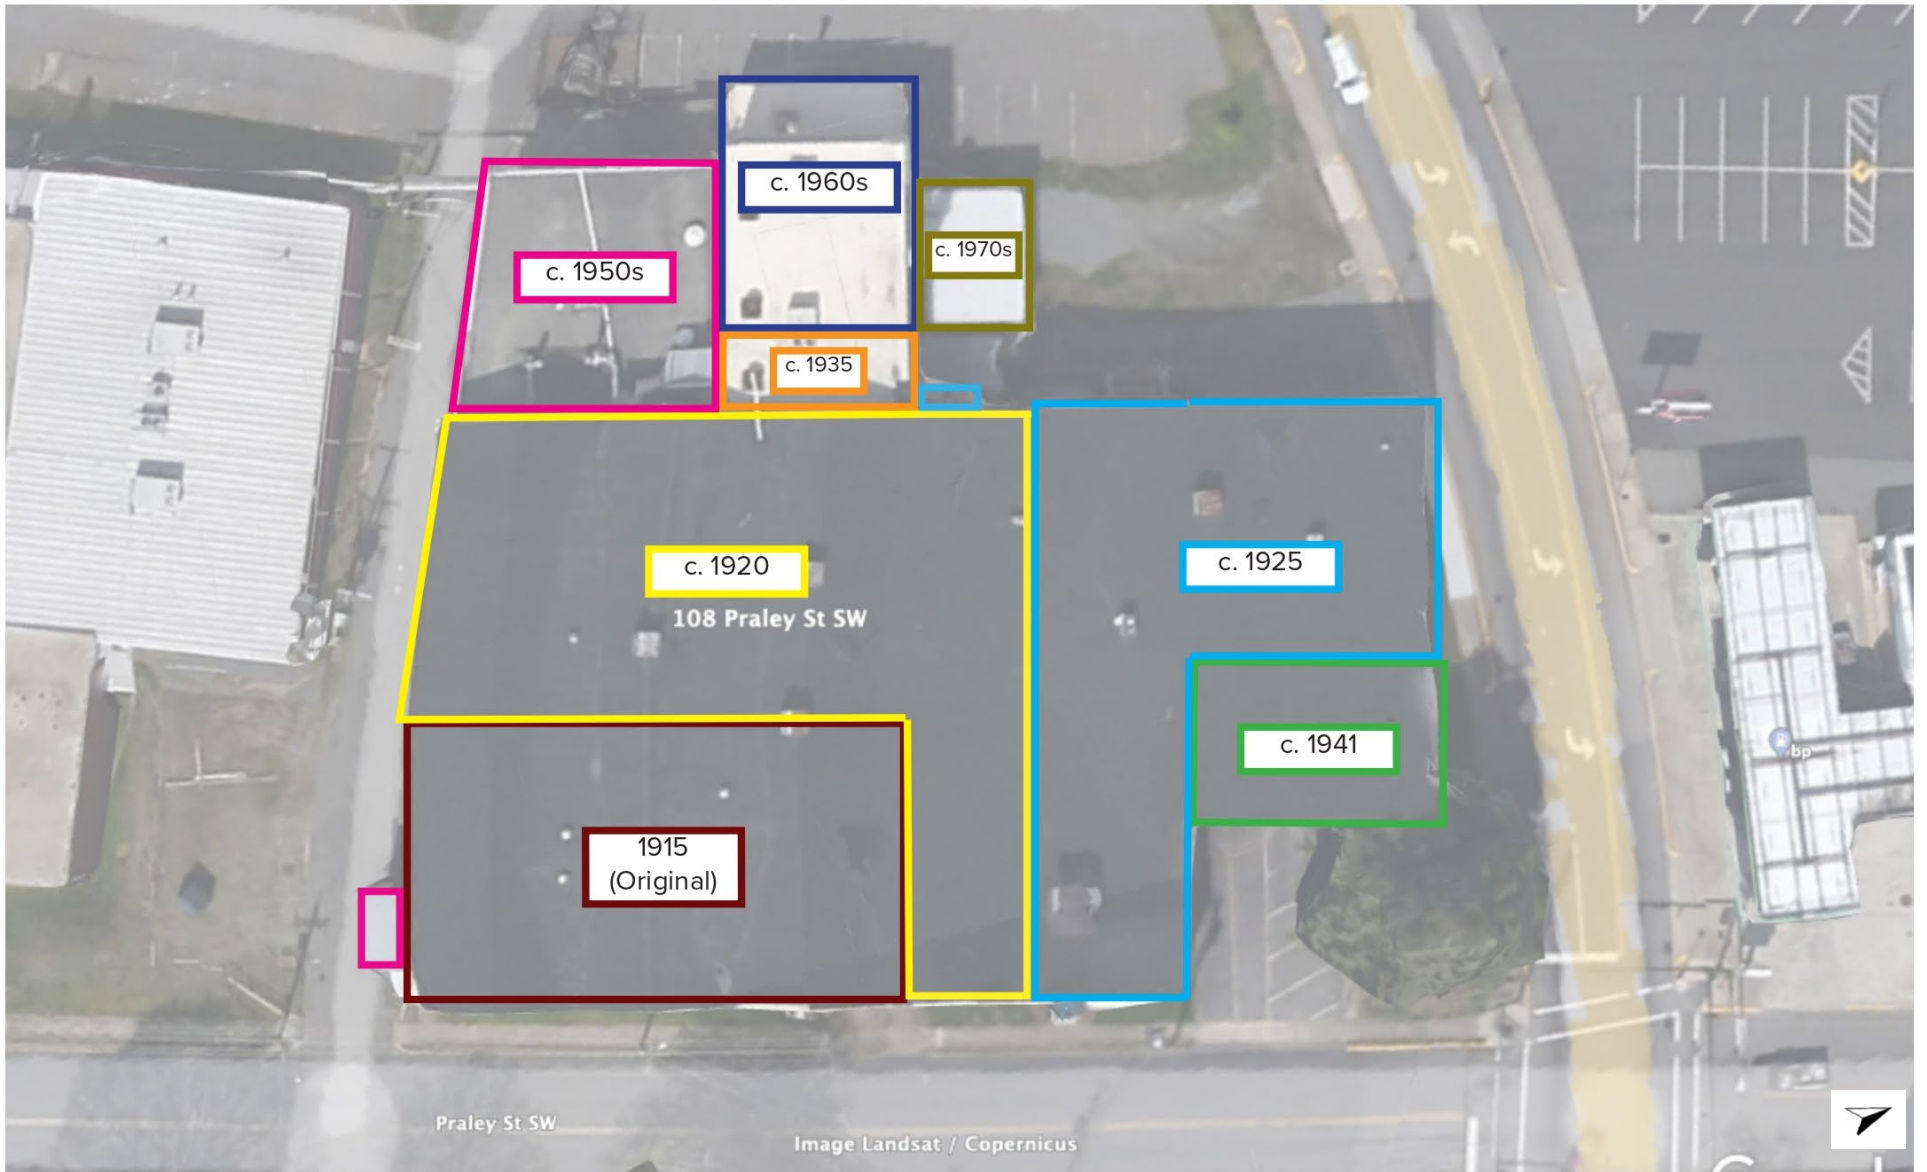 c. 1960s
c. 1950s
c. 1970s
c. 1935
c. 1920
c. 1925
108 Praley St SW
c. 1941
bp
1915
(Original)
Praley St SW
Image Landsat / Copernicus